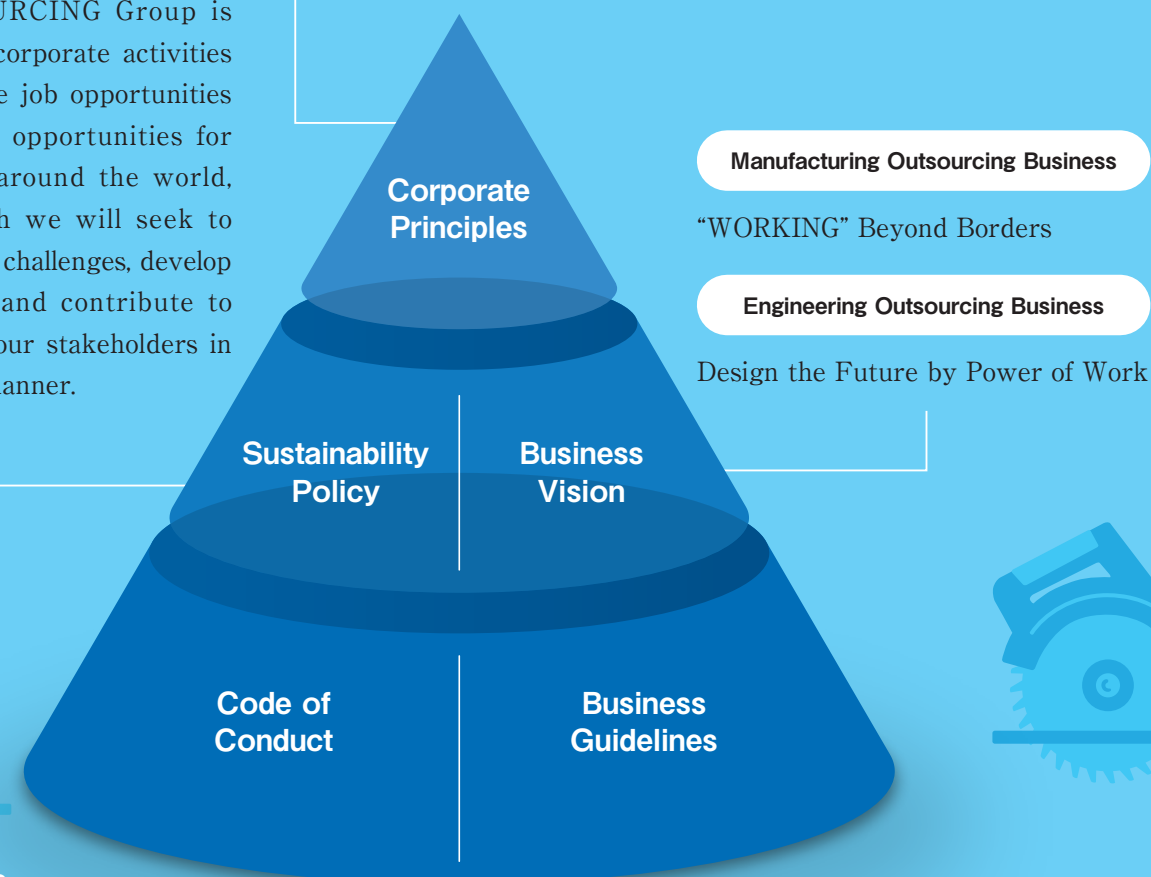 URCING Group is
corporate activities
job opportunities
opportunities for
around the world,
we will seek to
challenges, develop
and contribute to
our stakeholders in
Corporate
Principles
Manufacturing Outsourcing Business
“WORKING” Beyond Borders
Engineering Outsourcing Business
Design the Future by Power of Work
Sustainability
Policy
Business
Vision
Code of
Conduct
Business
Guidelines